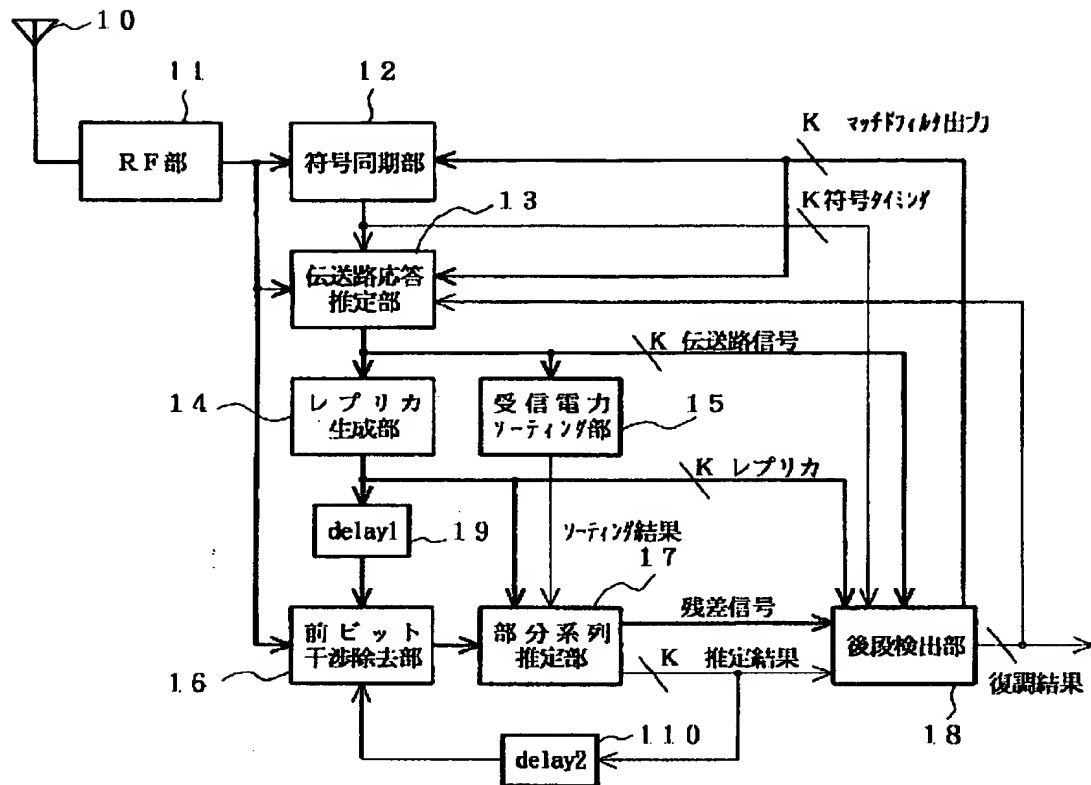 10
11
12
RF部
符号同期部
K マッチドフィルタ出力
K符号タイミング
13
伝送路応答
推定部
K 伝送路信号
14
レプリカ
生成部
受信電力
ソーティング部
15
K レプリカ
delay1
19
ソーティング結果
17
前ビット
干渉除去部
16
部分系列
推定部
残差信号
K 推定結果
後段検出部
復調結果
18
110
delay2